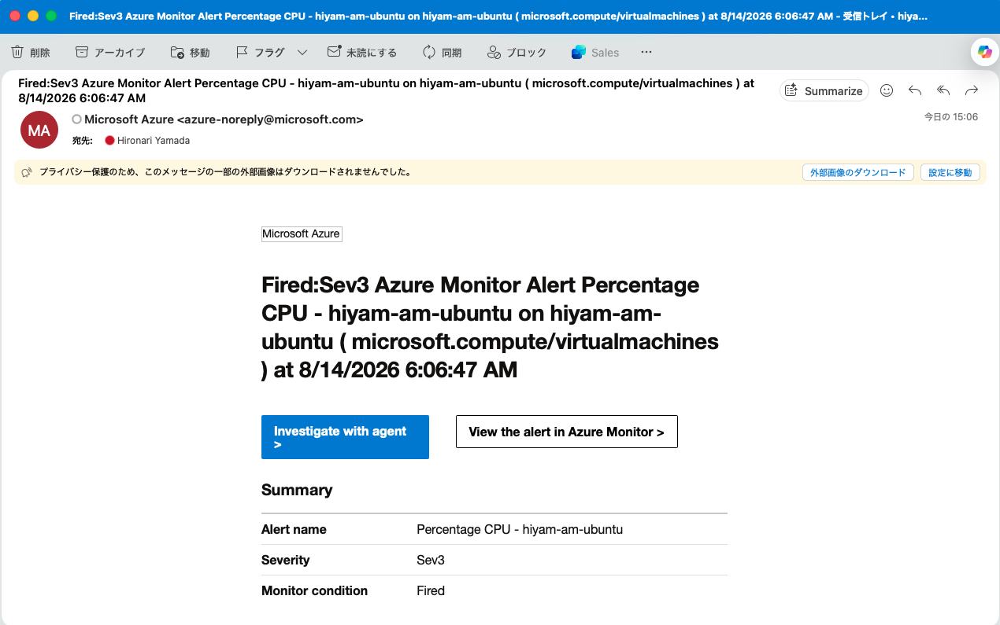 Fired:Sev3 Azure Monitor Alert Percentage CPU - hiyam-am-ubuntu on hiyam-am-ubuntu ( microsoft.compute/virtualmachines ) at 8/14/2026 6:06:47 AM - 受信トレイ • hiya...
削除 アーカイブ 移動 フラグ 未読にする 同期 ブロック Sales ...
Fired:Sev3 Azure Monitor Alert Percentage CPU - hiyam-am-ubuntu on hiyam-am-ubuntu ( microsoft.compute/virtualmachines ) at
8/14/2026 6:06:47 AM
Summarize
MA
Microsoft Azure <azure-noreply@microsoft.com>
今日の 15:06
宛先: Hironari Yamada
プライバシー保護のため、このメッセージの一部の外部画像はダウンロードされませんでした。
外部画像のダウンロード 設定に移動
Microsoft Azure
Fired:Sev3 Azure Monitor Alert Percentage
CPU - hiyam-am-ubuntu on hiyam-am-
ubuntu ( microsoft.compute/virtualmachines
) at 8/14/2026 6:06:47 AM
Investigate with agent
>
View the alert in Azure Monitor >
Summary
Alert name Percentage CPU - hiyam-am-ubuntu
Severity Sev3
Monitor condition Fired